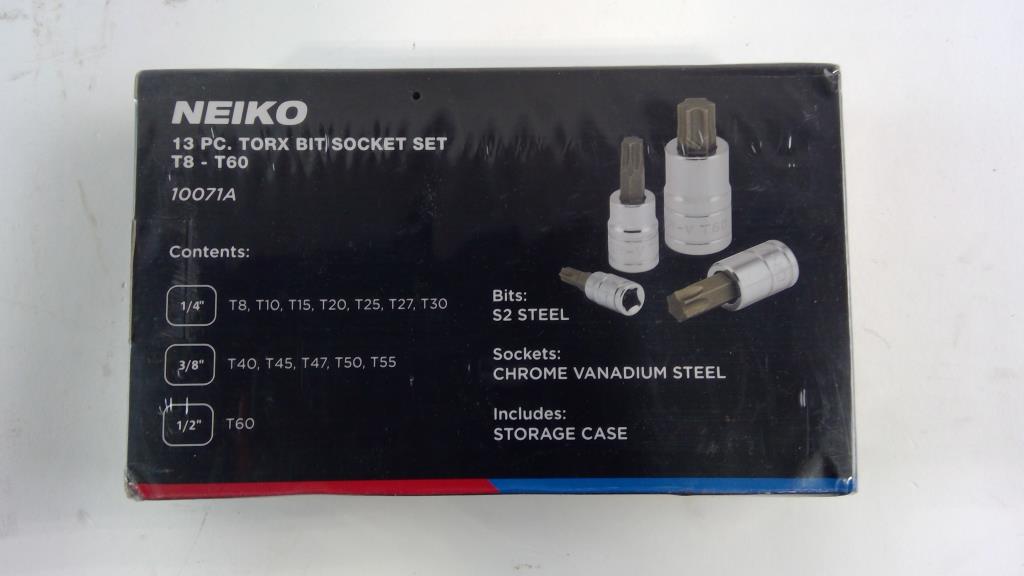 NEIKO
13 PC. TORX BIT SOCKET SET
T8 - T60
10071A
Contents:
1/4" T8, T10, T15, T20, T25, T27, T30
3/8" T40, T45, T47, T50, T55
1/2" T60
Bits:
S2 STEEL
Sockets:
CHROME VANADIUM STEEL
Includes:
STORAGE CASE
-V T60